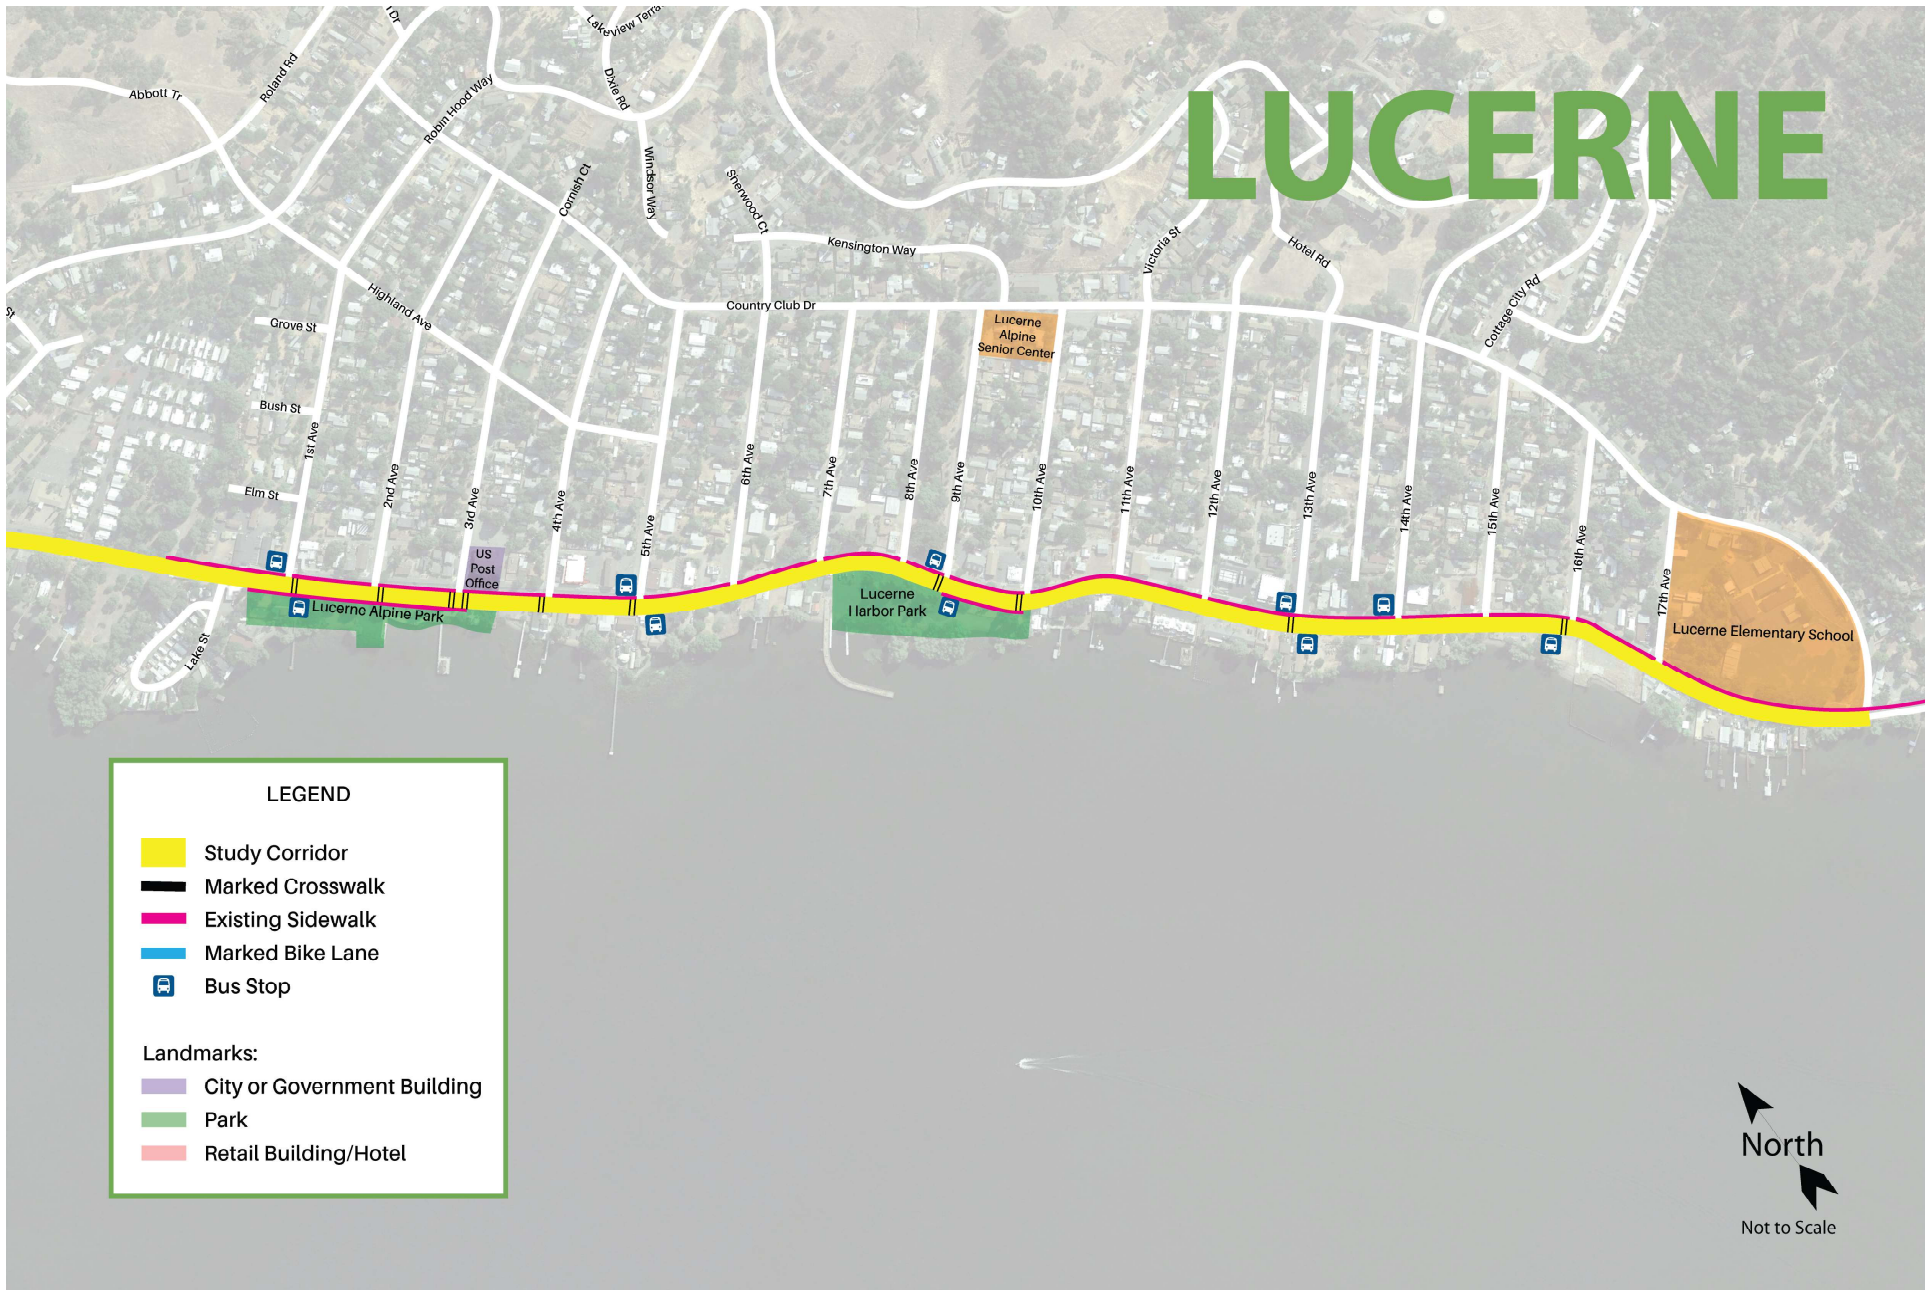 LUCERNE
Lakeview Terra
Dr
Roland Rd
Abbott Tr
Robin Hood Way
Dixie Rd
Windsor Way
Cornish Ct
Sherwood Ct
Kensington Way
Victoria St
Hotel Rd
Cottage City Rd
Highland Ave
Country Club Dr
St
Grove St
Lucerne
Alpine
Senior Center
Bush St
Elm St
1st Ave
2nd Ave
3rd Ave
4th Ave
5th Ave
6th Ave
7th Ave
8th Ave
9th Ave
10th Ave
11th Ave
12th Ave
13th Ave
14th Ave
15th Ave
16th Ave
17th Ave
US
Post
Office
Lucerne Alpine Park
Lucerne
Harbor Park
Lake St
Lucerne Elementary School
LEGEND
Study Corridor
Marked Crosswalk
Existing Sidewalk
Marked Bike Lane
Bus Stop
Landmarks:
City or Government Building
Park
Retail Building/Hotel
North
Not to Scale